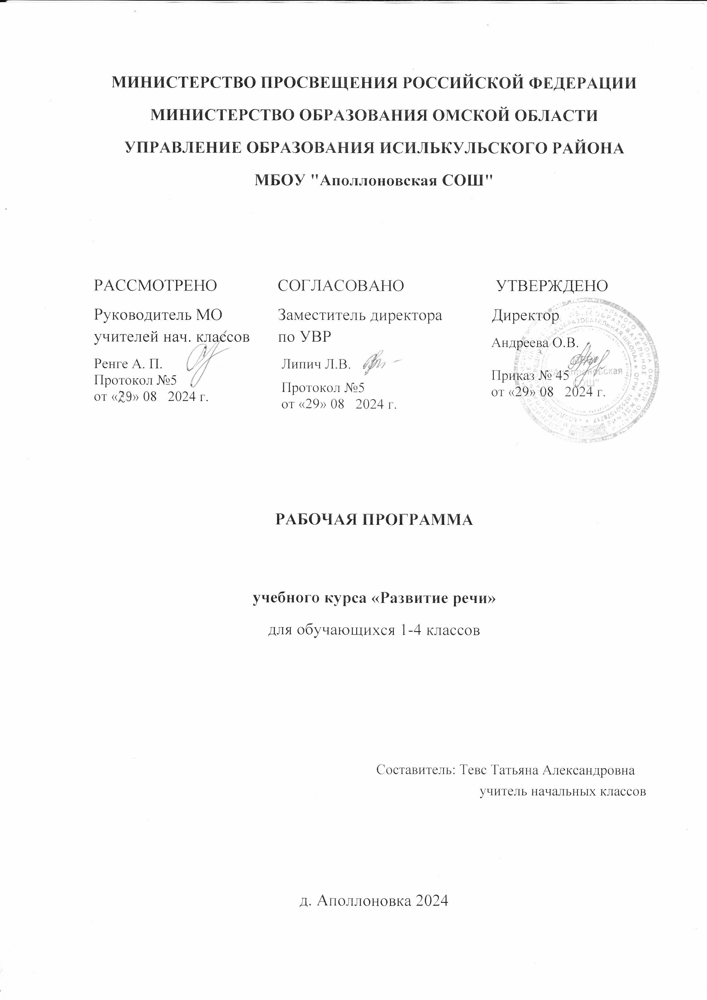 МИНИСТЕРСТВО ПРОСВЕЩЕНИЯ РОССИЙСКОЙ ФЕДЕРАЦИИ
МИНИСТЕРСТВО ОБРАЗОВАНИЯ ОМСКОЙ ОБЛАСТИ
УПРАВЛЕНИЕ ОБРАЗОВАНИЯ ИСИЛЬКУЛЬСКОГО РАЙОНА
МБОУ "Аполлоновская СОШ"
РАССМОТРЕНО
Руководитель МО
учителей нач. классов
Ренге А. П.
Протокол №5
от «29» 08 2024 г.
СОГЛАСОВАНО
Заместитель директора
по УВР
Липич Л.В.
Протокол №5
от «29» 08 2024 г.
УТВЕРЖДЕНО
Директор
Андреева О.В.
Приказ № 45
от «29» 08 2024 г.
РАБОЧАЯ ПРОГРАММА
учебного курса «Развитие речи»
для обучающихся 1-4 классов
Составитель: Тевс Татьяна Александровна
учитель начальных классов
д. Аполлоновка 2024